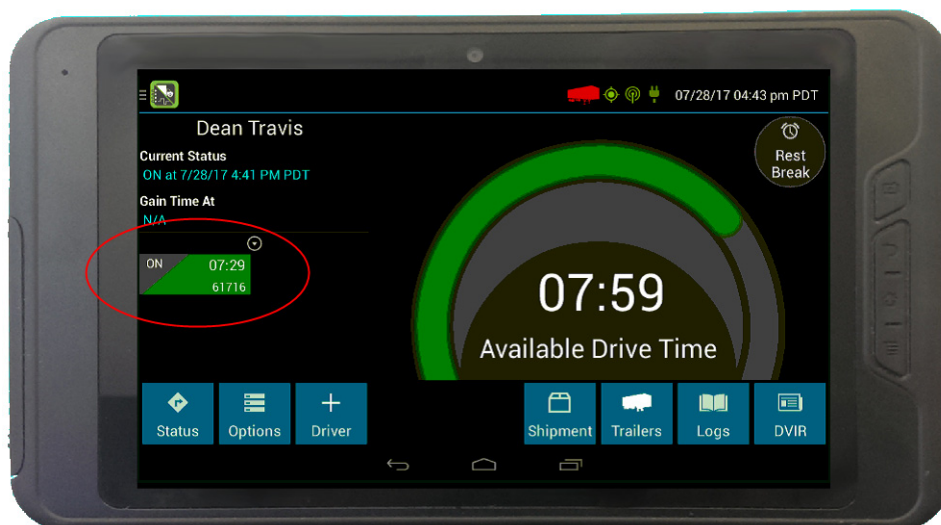 07/28/17 04:43 pm PDT
Dean Travis
Current Status
ON at 7/28/17 4:41 PM PDT
Gain Time At
N/A
ON 07:29
61716
Rest
Break
07:59
Available Drive Time
Status
Options
Driver
Shipment
Trailers
Logs
DVIR